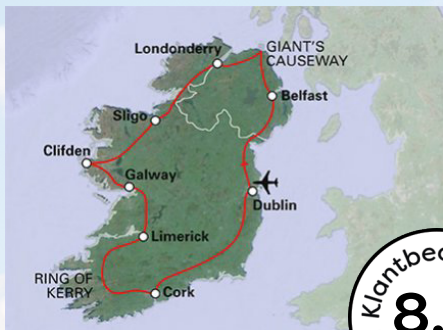 Londonderry
GIANT'S
CAUSEWAY
Belfast
Sligo
Clifden
Galway
Dublin
Limerick
RING OF
KERRY
Cork
8.